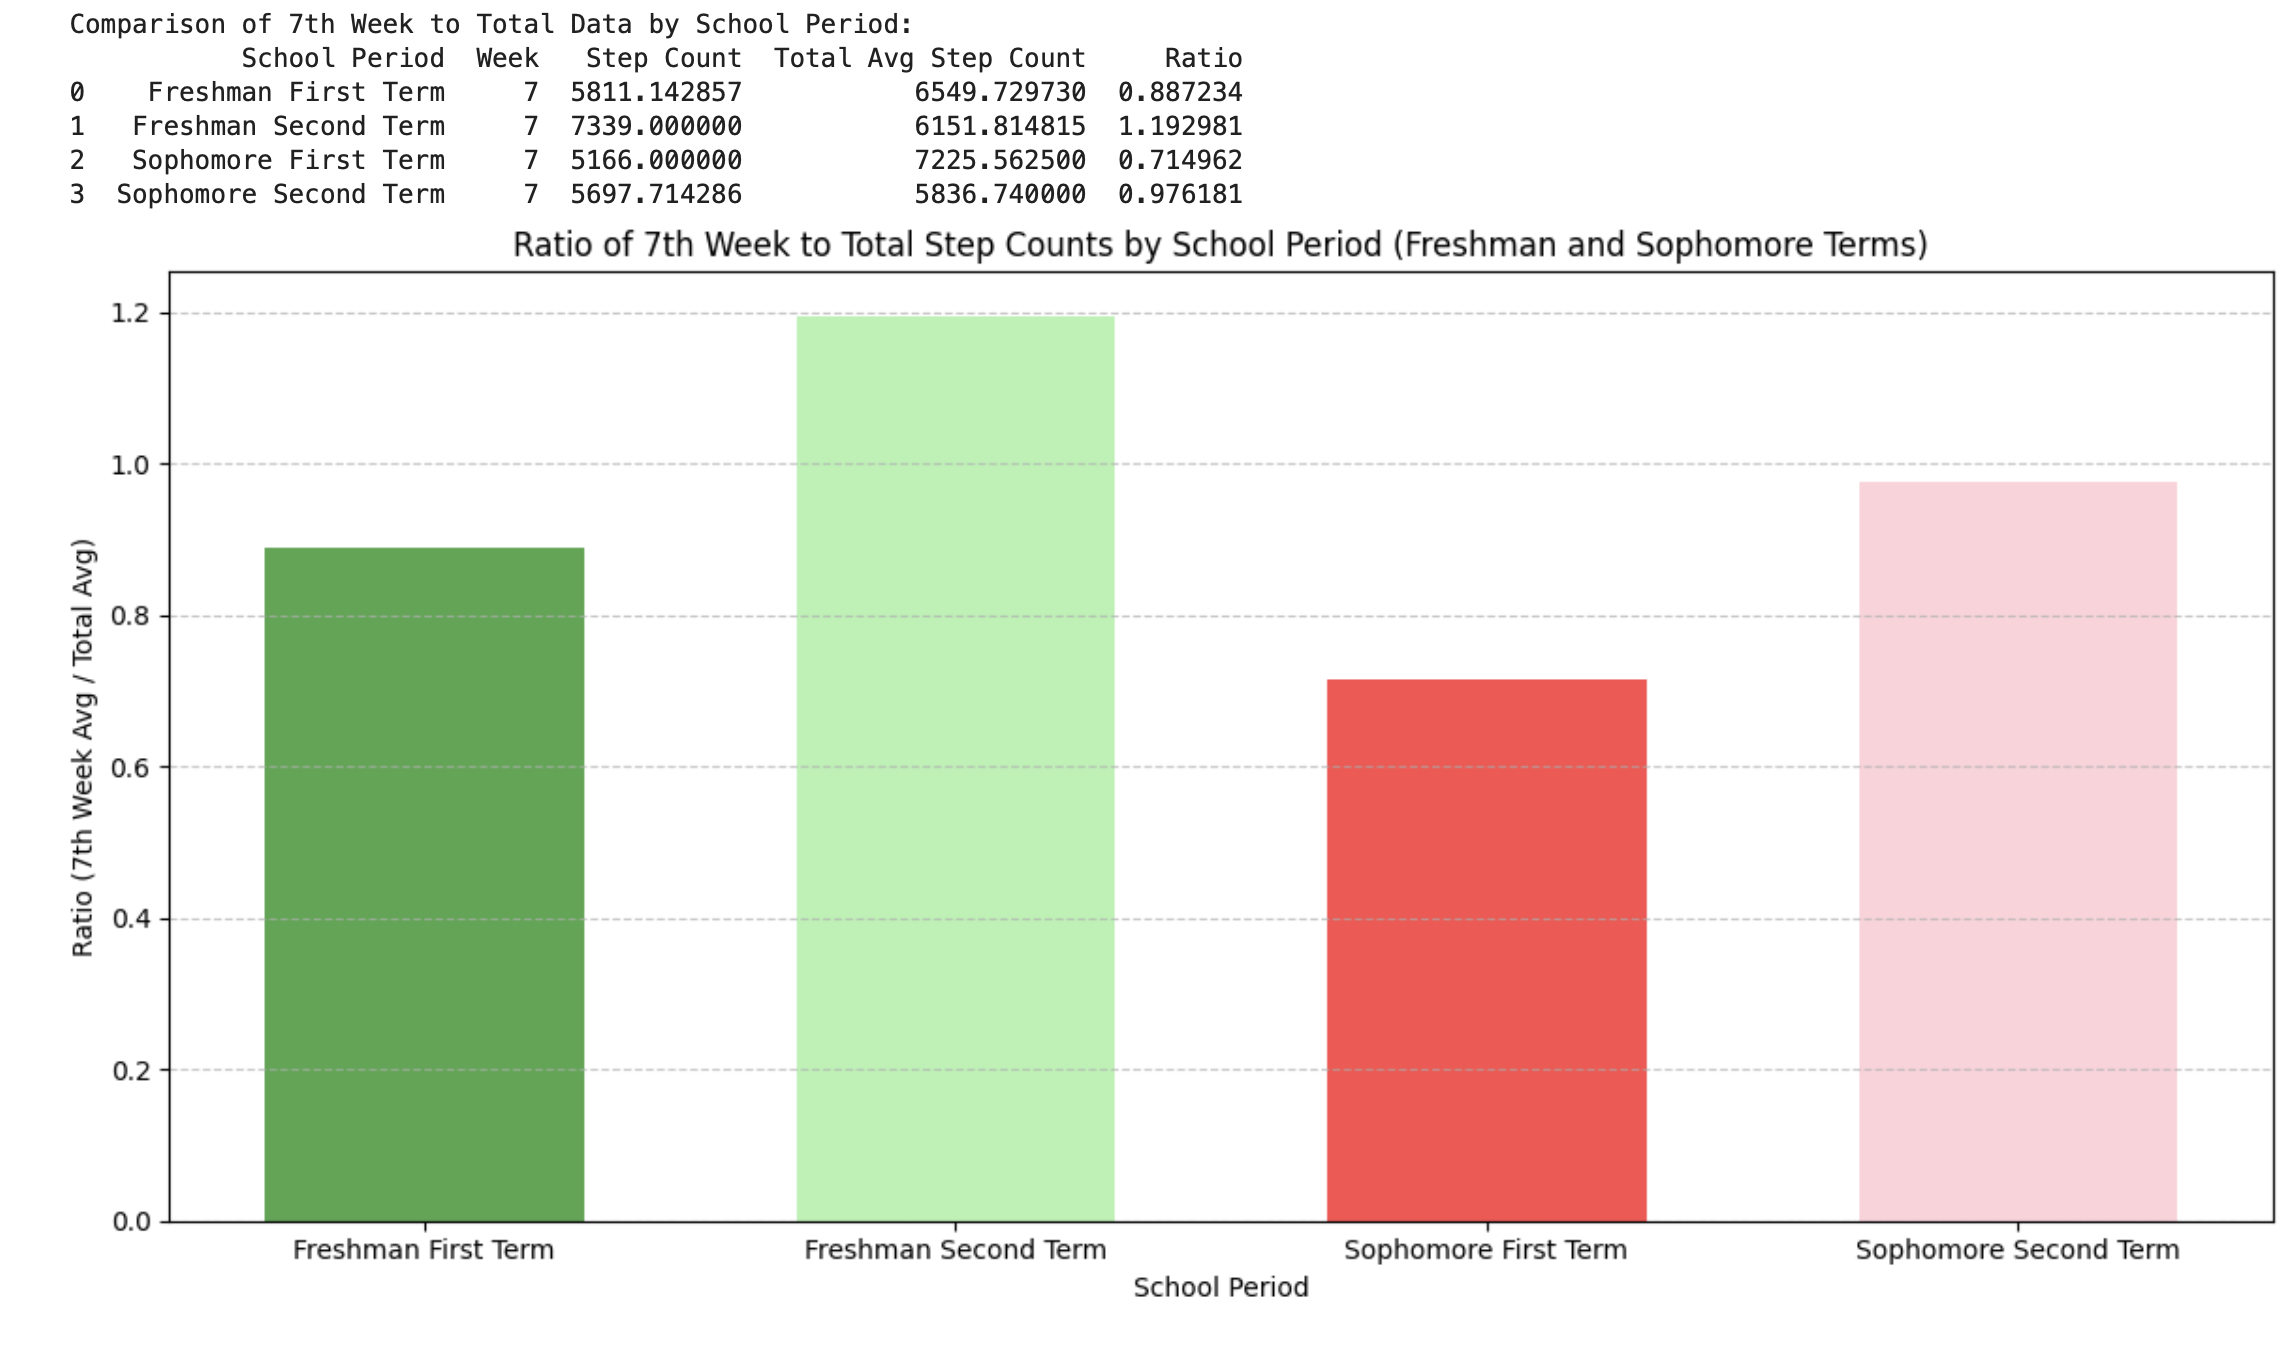 Comparison of 7th Week to Total Data by School Period:
School Period Week Step Count Total Avg Step Count Ratio
0 Freshman First Term 7 5811.142857 6549.729730 0.887234
1 Freshman Second Term 7 7339.000000 6151.814815 1.192981
2 Sophomore First Term 7 5166.000000 7225.562500 0.714962
3 Sophomore Second Term 7 5697.714286 5836.740000 0.976181
Ratio of 7th Week to Total Step Counts by School Period (Freshman and Sophomore Terms)
Ratio (7th Week Avg / Total Avg)
1.2
1.0
0.8
0.6
0.4
0.2
0.0
Freshman First Term Freshman Second Term Sophomore First Term Sophomore Second Term
School Period